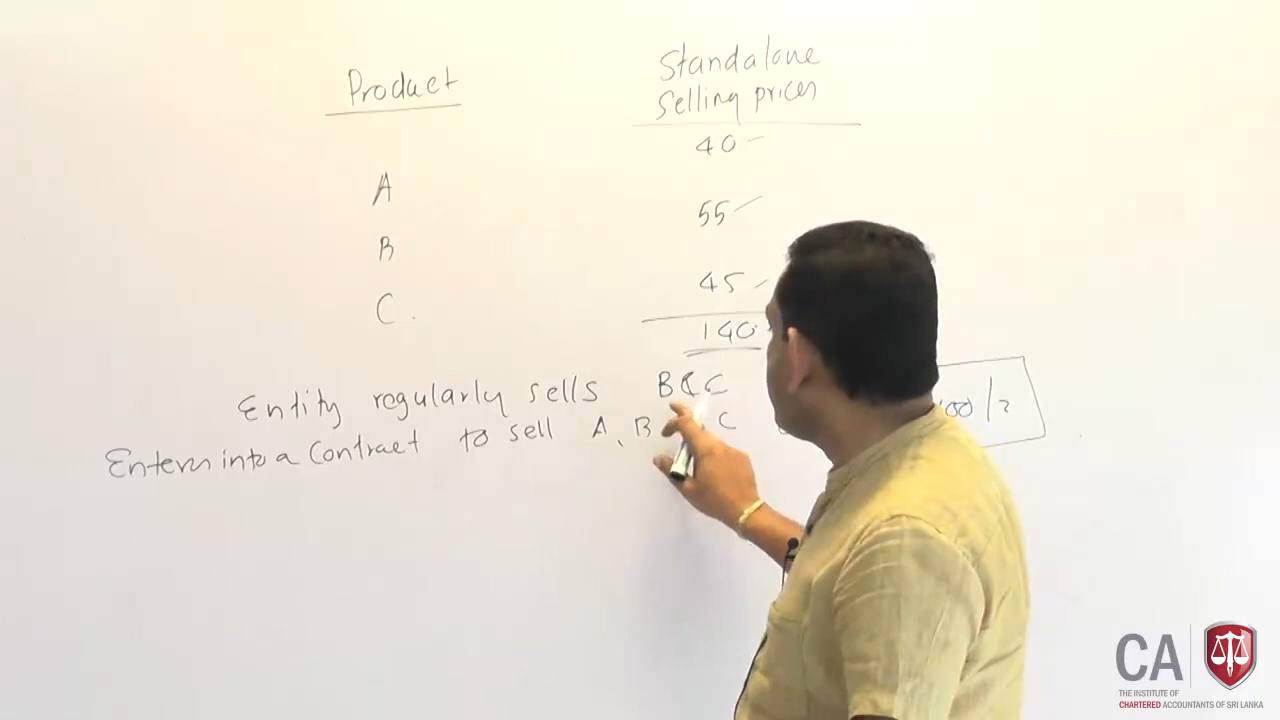 Product
Standalone
Selling prices
40
A
55
B
45
C
140
Entity regularly sells B & C
Enters into a Contract to sell A, B C
CA
THE INSTITUTE OF
CHARTERED ACCOUNTANTS OF SRI LANKA